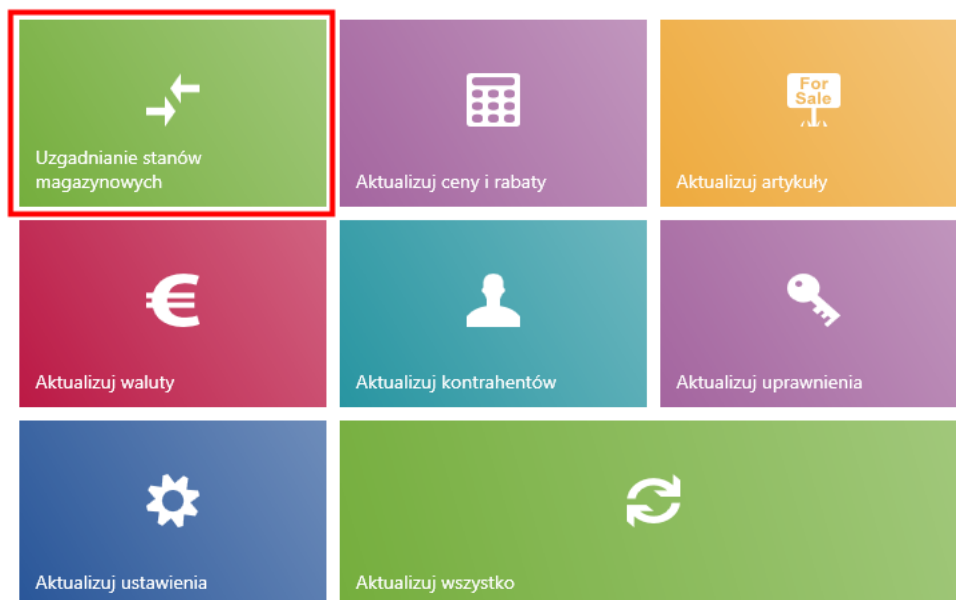 For
Sale
Uzgadnianie stanów
magazynowych
Aktualizuj ceny i rabaty
Aktualizuj artykuły
Aktualizuj waluty
Aktualizuj kontrahentów
Aktualizuj uprawnienia
Aktualizuj ustawienia
Aktualizuj wszystko